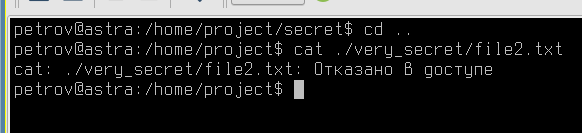 petrov@astra:/home/project/secret$ cd ..
petrov@astra:/home/project$ cat ./very_secret/file2.txt
cat: ./very_secret/file2.txt: Отказано в доступе
petrov@astra:/home/project$